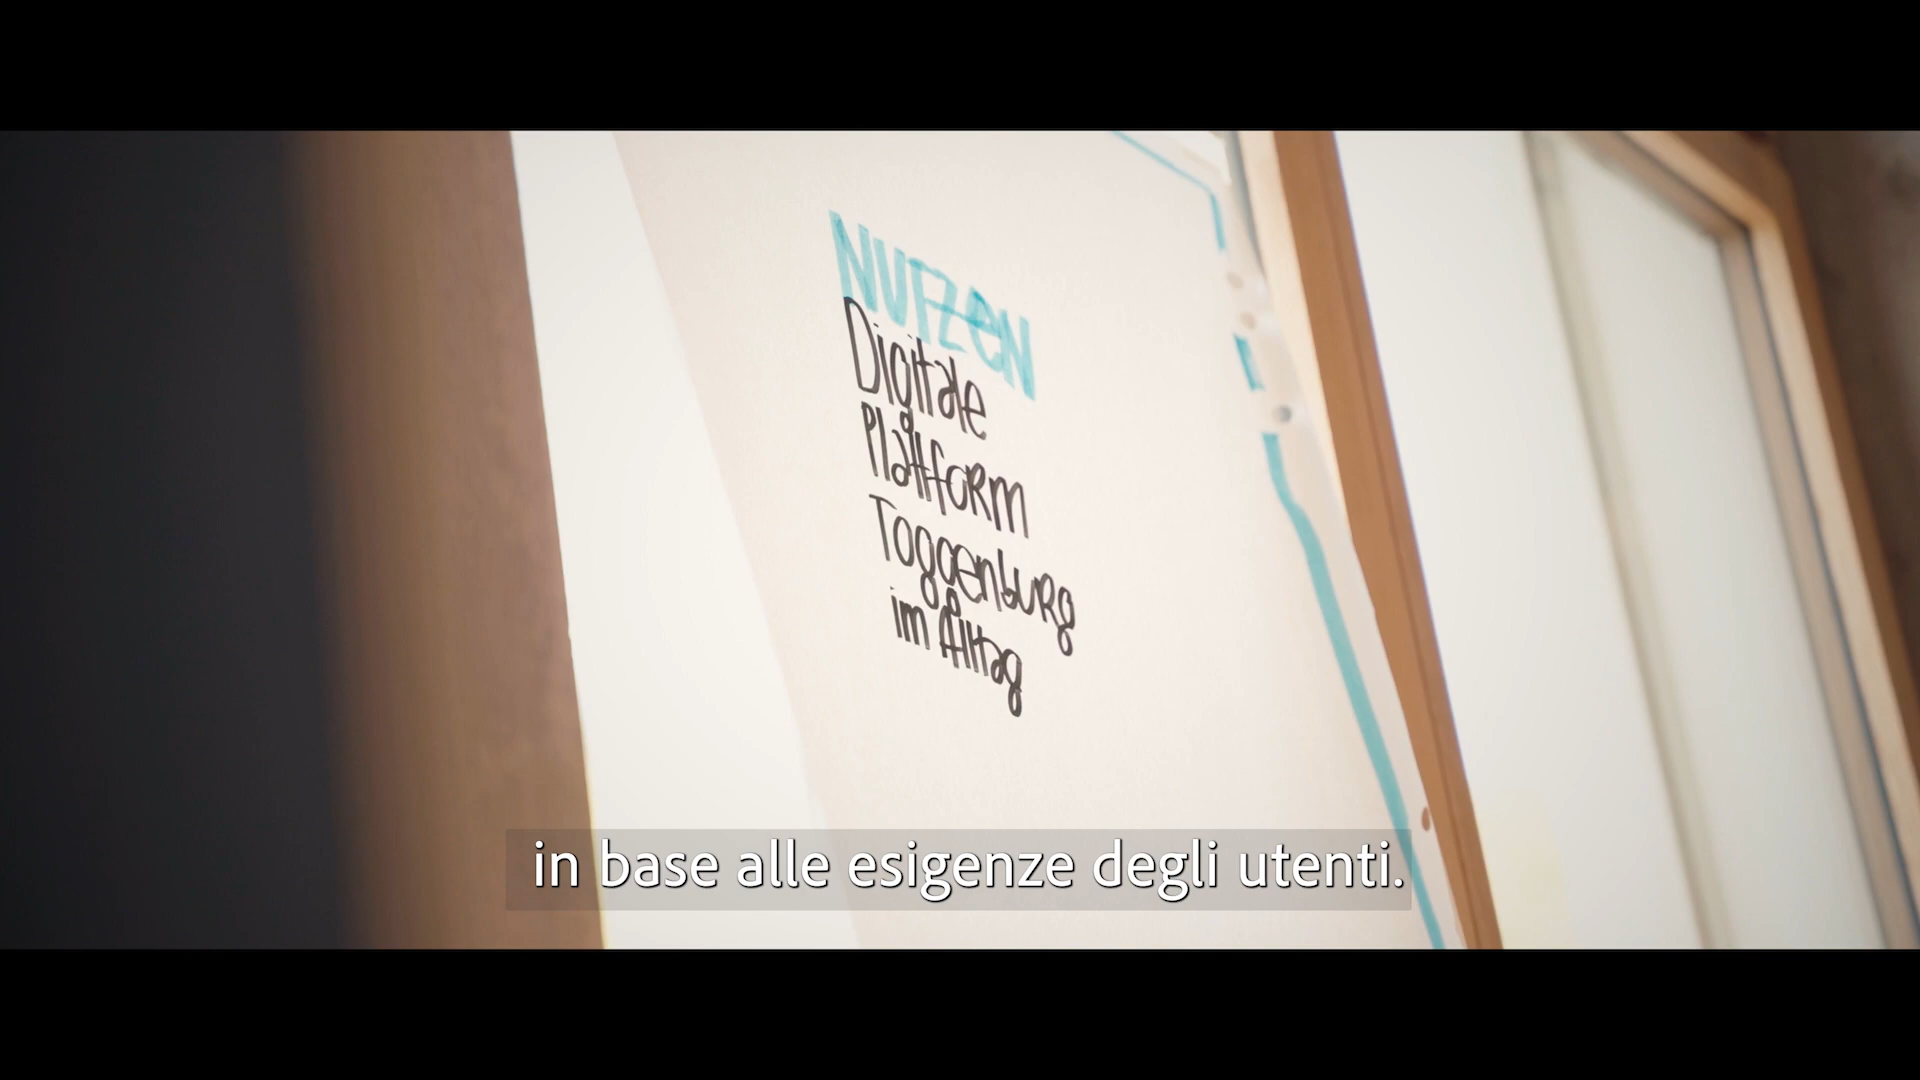 NUTZEN
Digitale
Plattform
Toggenburg
im Alltag
in base alle esigenze degli utenti.